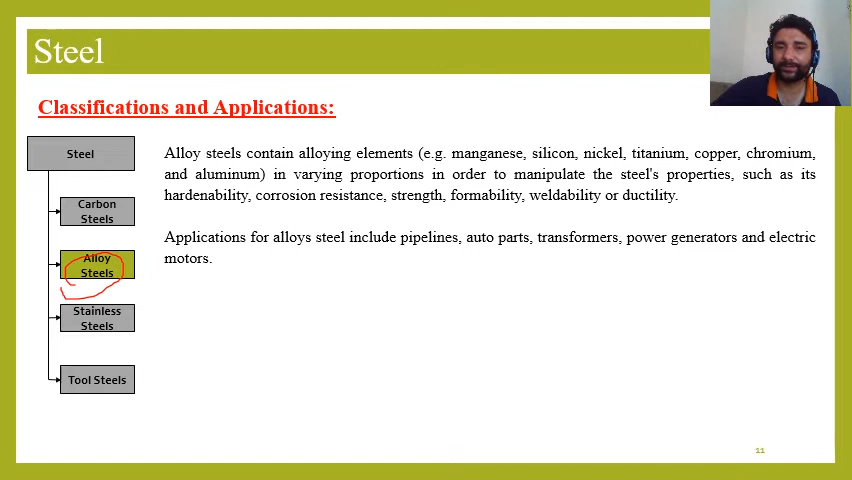 Steel
Classifications and Applications:
Steel
Carbon
Steels
Alloy
Steels
Stainless
Steels
Tool Steels
Alloy steels contain alloying elements (e.g. manganese, silicon, nickel, titanium, copper, chromium,
and aluminum) in varying proportions in order to manipulate the steel's properties, such as its
hardenability, corrosion resistance, strength, formability, weldability or ductility.
Applications for alloys steel include pipelines, auto parts, transformers, power generators and electric
motors.
11